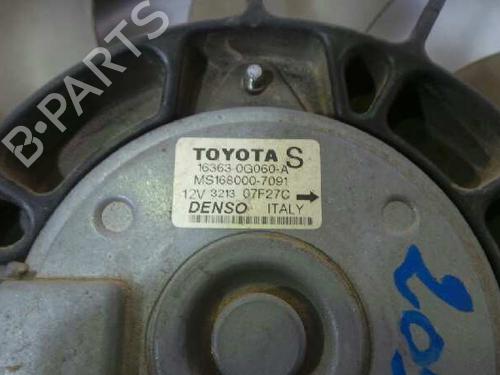 B-PARTS
TOYOTA S
16363-0G060-A
MS168000-7091
12V 3213 07F27C
DENSO ITALY